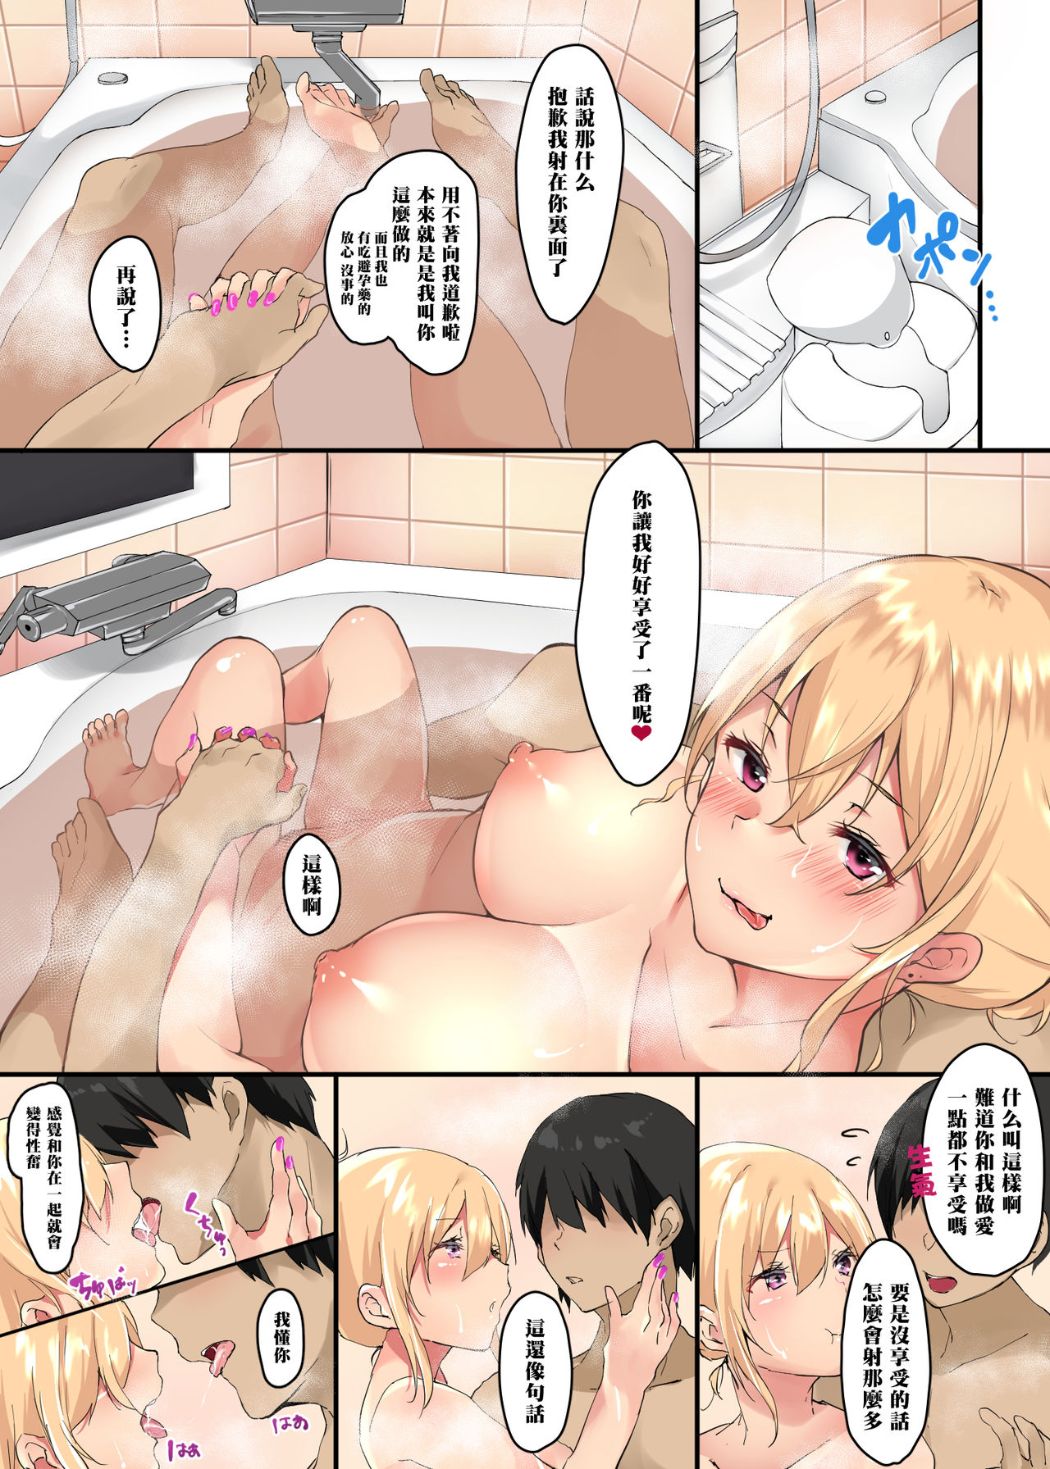 カポーン…
話說那什么
抱歉我射在你裏面了
用不著向我道歉啦
本來就是是我叫你
這麼做的
而且我也
有吃避孕藥的
放心 沒事的
再說了…
你讓我好好享受了一番呢❤
這樣啊
什么叫這樣啊
難道你和我做愛
一點都不享受嗎
生氣
要是沒享受的話
怎麼會射那麼多
這還像句話
感覺和你在一起就會
變得性奮
くちゅっ
ちゅぱッ
我懂你
はぁ
はぁ